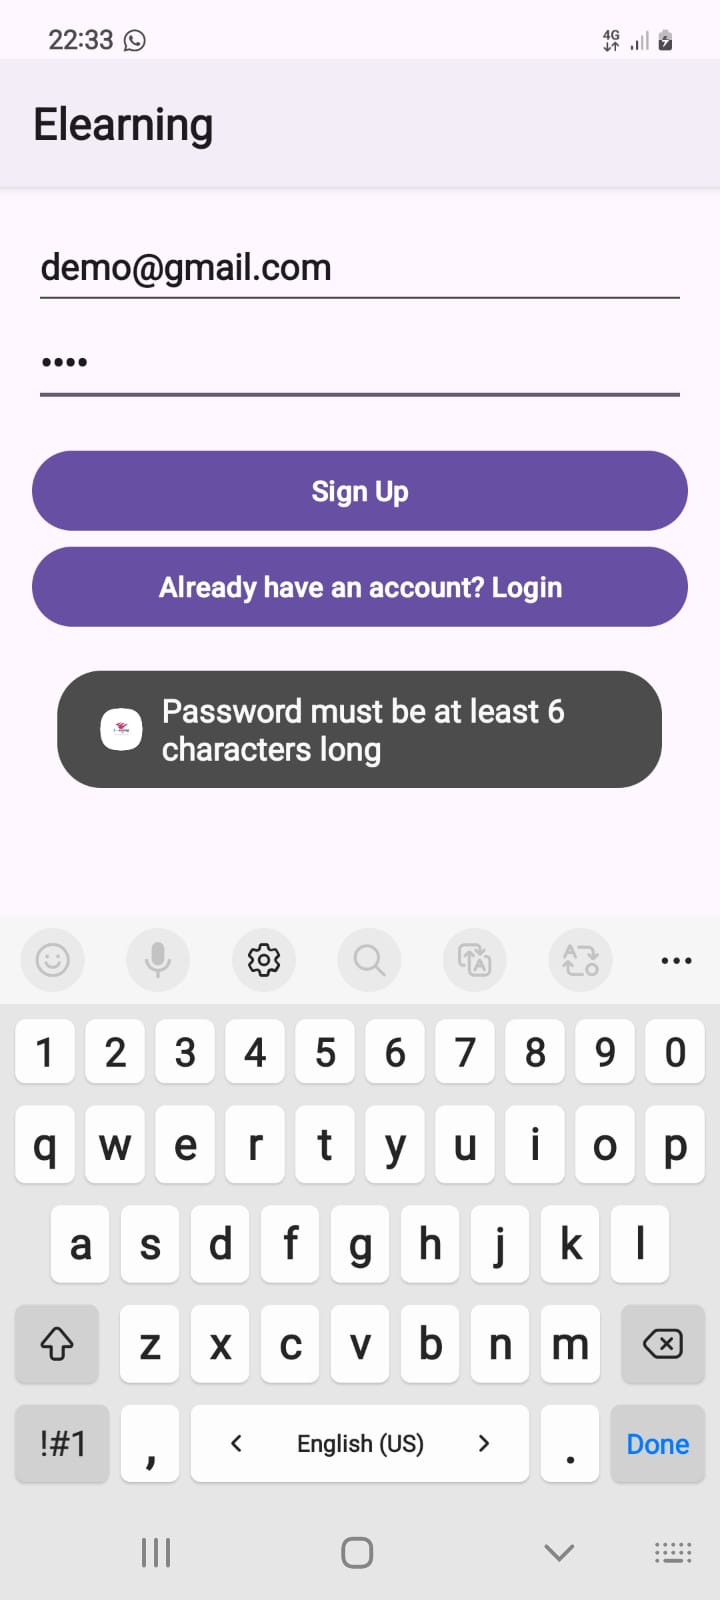 22:33
4G
Elearning
demo@gmail.com
••••
Sign Up
Already have an account? Login
Password must be at least 6
characters long
1 2 3 4 5 6 7 8 9 0
q w e r t y u i o p
a s d f g h j k l
z x c v b n m
!#1 , < English (US) > . Done